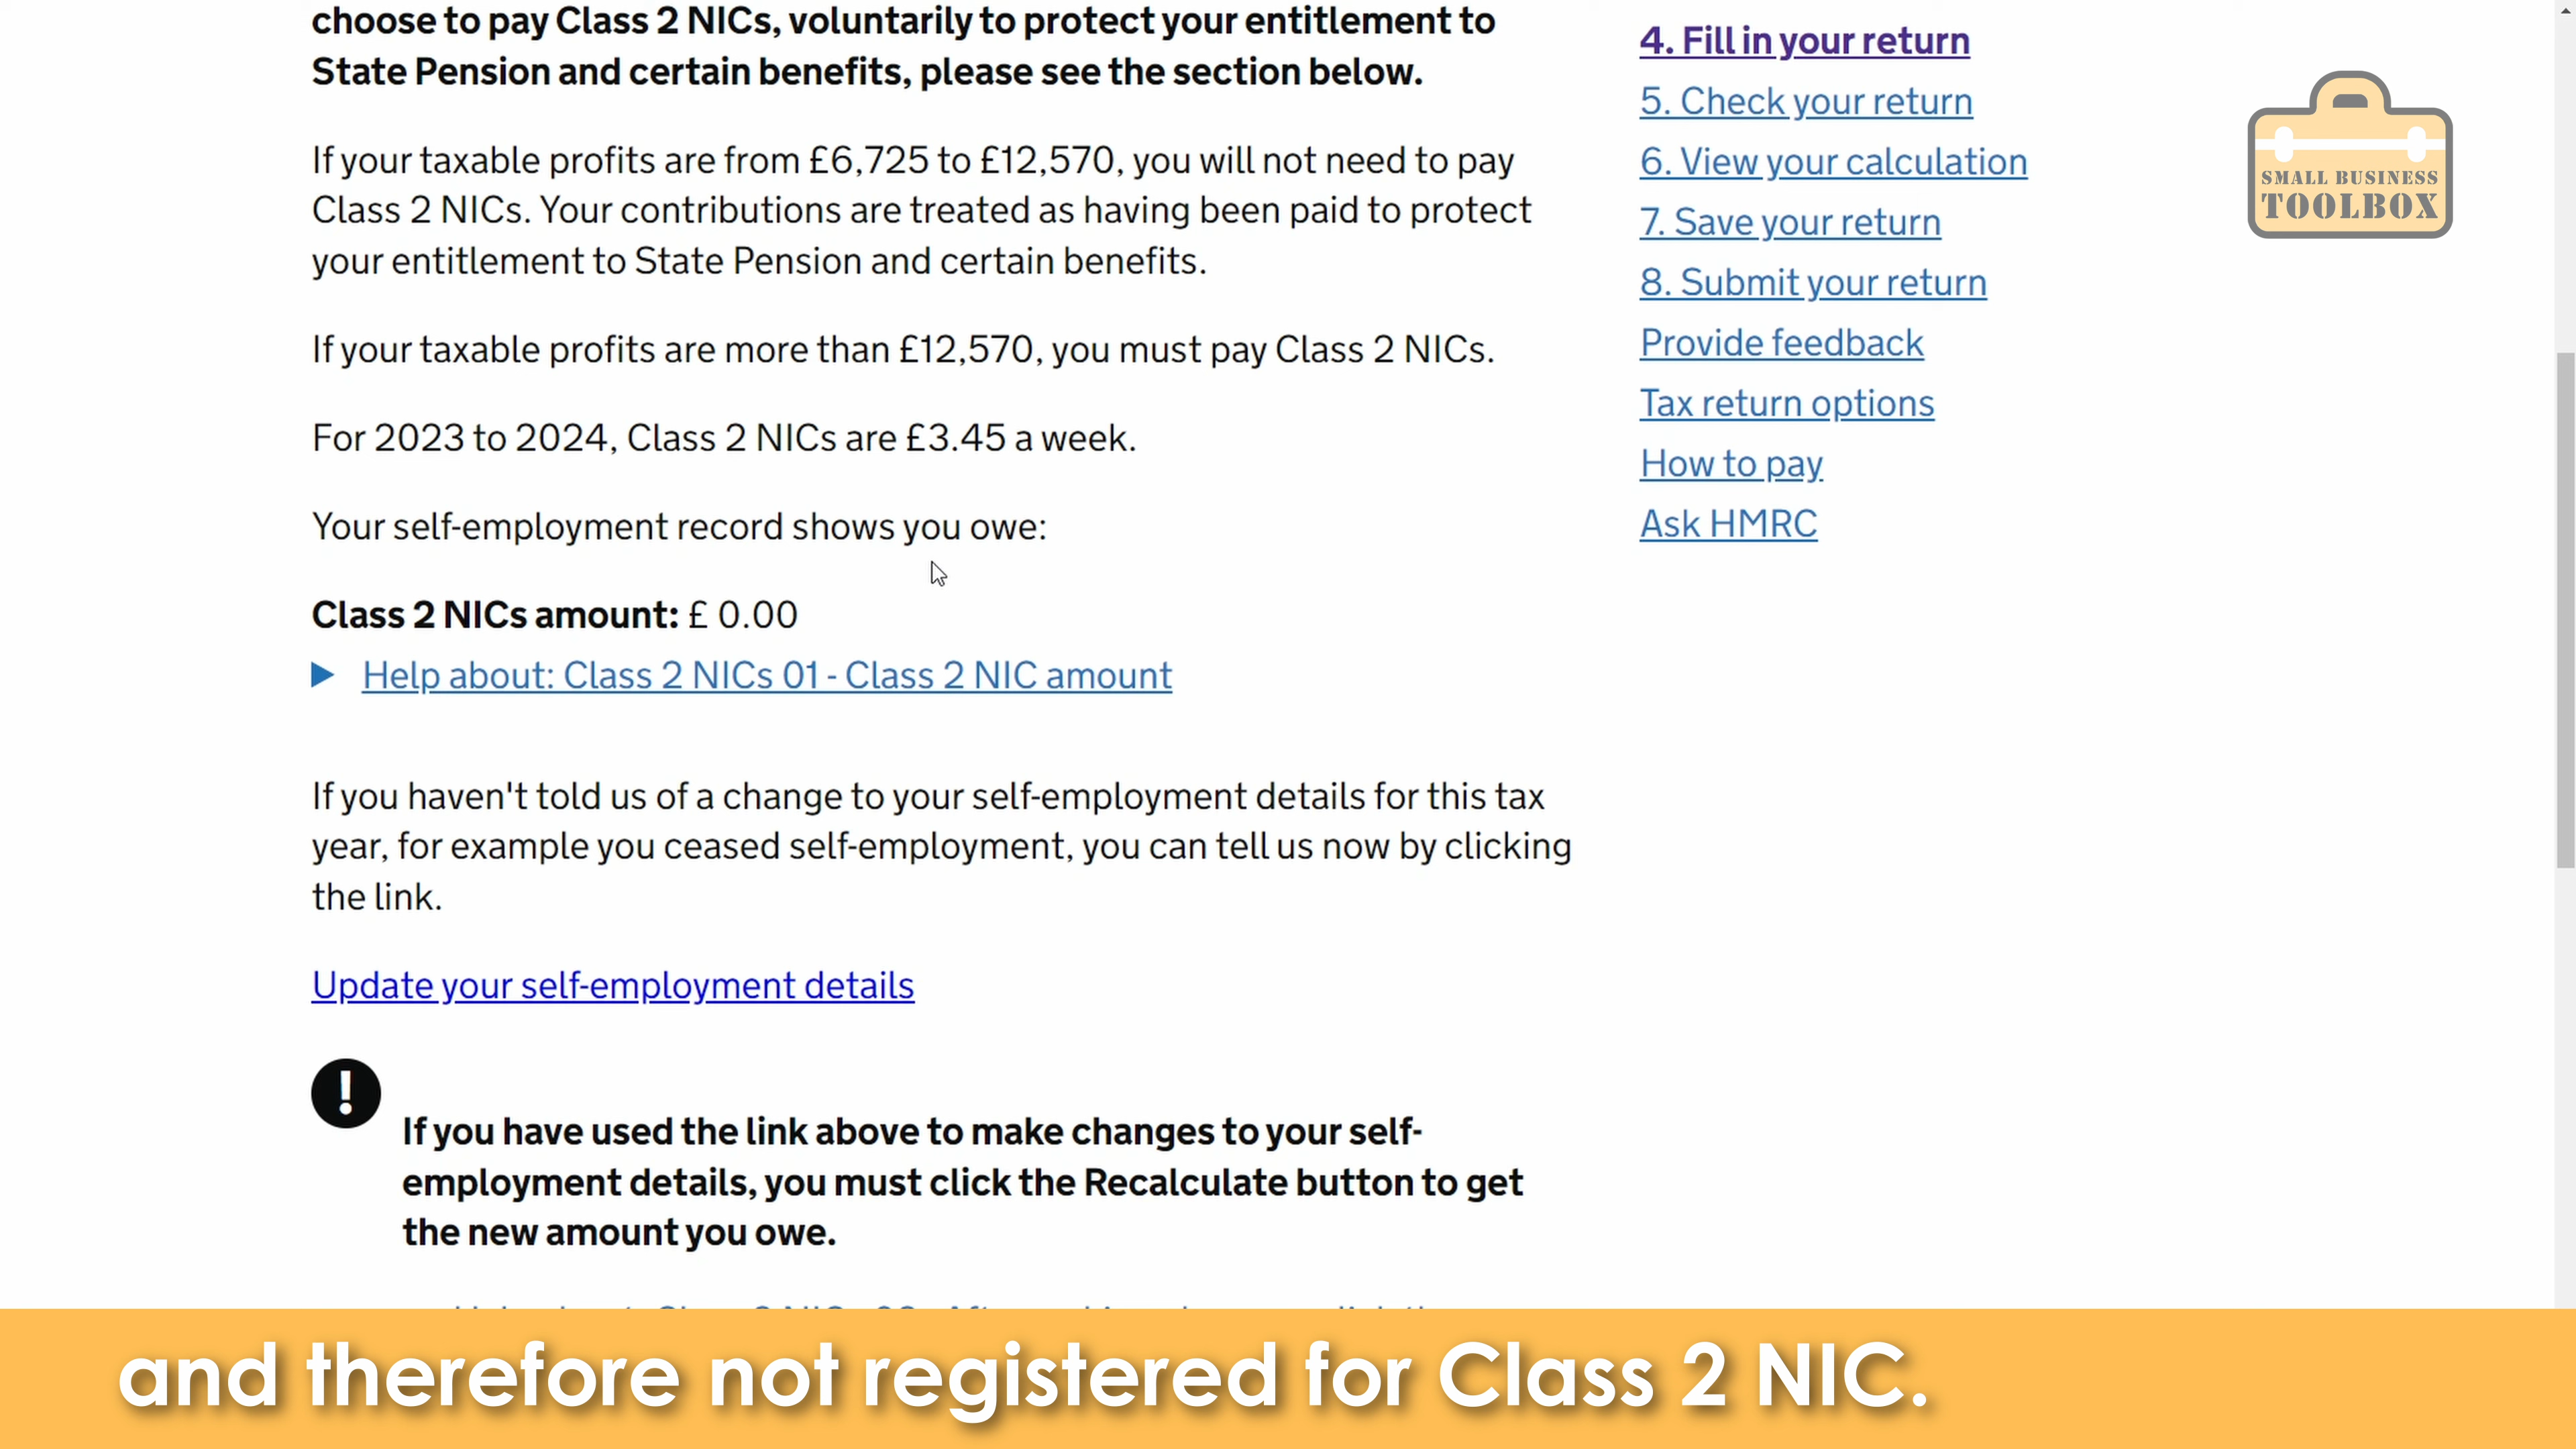 choose to pay Class 2 NICs, voluntarily to protect your entitlement to
State Pension and certain benefits, please see the section below.
If your taxable profits are from £6,725 to £12,570, you will not need to pay
Class 2 NICs. Your contributions are treated as having been paid to protect
your entitlement to State Pension and certain benefits.
If your taxable profits are more than £12,570, you must pay Class 2 NICs.
For 2023 to 2024, Class 2 NICs are £3.45 a week.
Your self-employment record shows you owe:
Class 2 NICs amount: £ 0.00
Help about: Class 2 NICs 01 - Class 2 NIC amount
If you haven't told us of a change to your self-employment details for this tax
year, for example you ceased self-employment, you can tell us now by clicking
the link.
Update your self-employment details
!
If you have used the link above to make changes to your self-
employment details, you must click the Recalculate button to get
the new amount you owe.
4. Fill in your return
5. Check your return
6. View your calculation
7. Save your return
8. Submit your return
Provide feedback
Tax return options
How to pay
Ask HMRC
SMALL BUSINESS
TOOLBOX
and therefore not registered for Class 2 NIC.